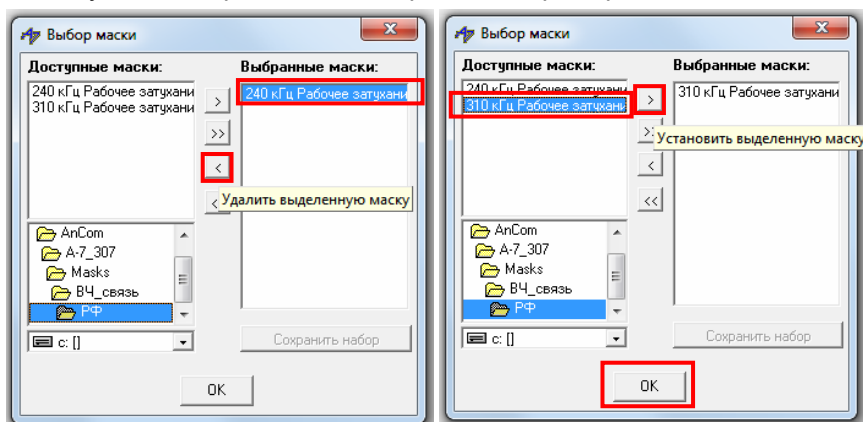 Выбор маски
Доступные маски:
Выбранные маски:
240 кГц Рабочее затухани
310 кГц Рабочее затухани
240 кГц Рабочее затухани
>
>>
<
<
Удалить выделенную маску
AnCom
A-7_307
Masks
ВЧ_связь
РФ
c: []
Сохранить набор
OK
Выбор маски
Доступные маски:
Выбранные маски:
240 кГц Рабочее затухани
310 кГц Рабочее затухани
310 кГц Рабочее затухани
>
>
Установить выделенную маску
<
<<
AnCom
A-7_307
Masks
ВЧ_связь
РФ
c: []
Сохранить набор
OK